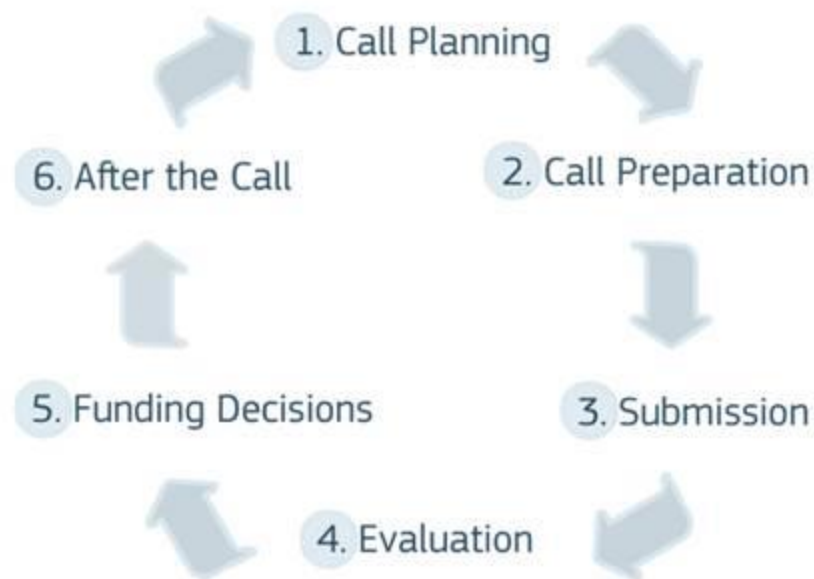 1. Call Planning
2. Call Preparation
3. Submission
4. Evaluation
5. Funding Decisions
6. After the Call